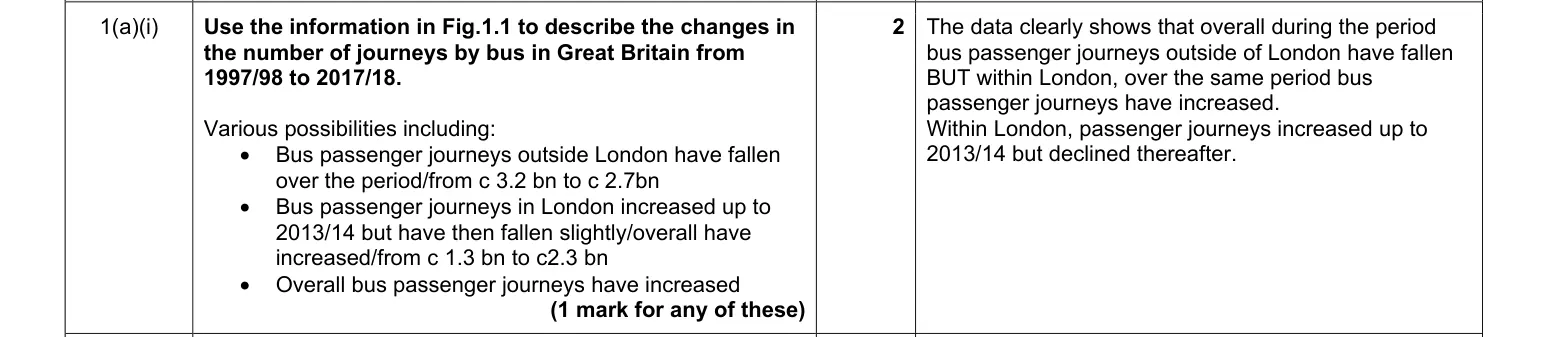 1(a)(i)
Use the information in Fig.1.1 to describe the changes in
the number of journeys by bus in Great Britain from
1997/98 to 2017/18.
Various possibilities including:
• Bus passenger journeys outside London have fallen
over the period/from c 3.2 bn to c 2.7bn
• Bus passenger journeys in London increased up to
2013/14 but have then fallen slightly/overall have
increased/from c 1.3 bn to c2.3 bn
• Overall bus passenger journeys have increased
(1 mark for any of these)
2
The data clearly shows that overall during the period
bus passenger journeys outside of London have fallen
BUT within London, over the same period bus
passenger journeys have increased.
Within London, passenger journeys increased up to
2013/14 but declined thereafter.